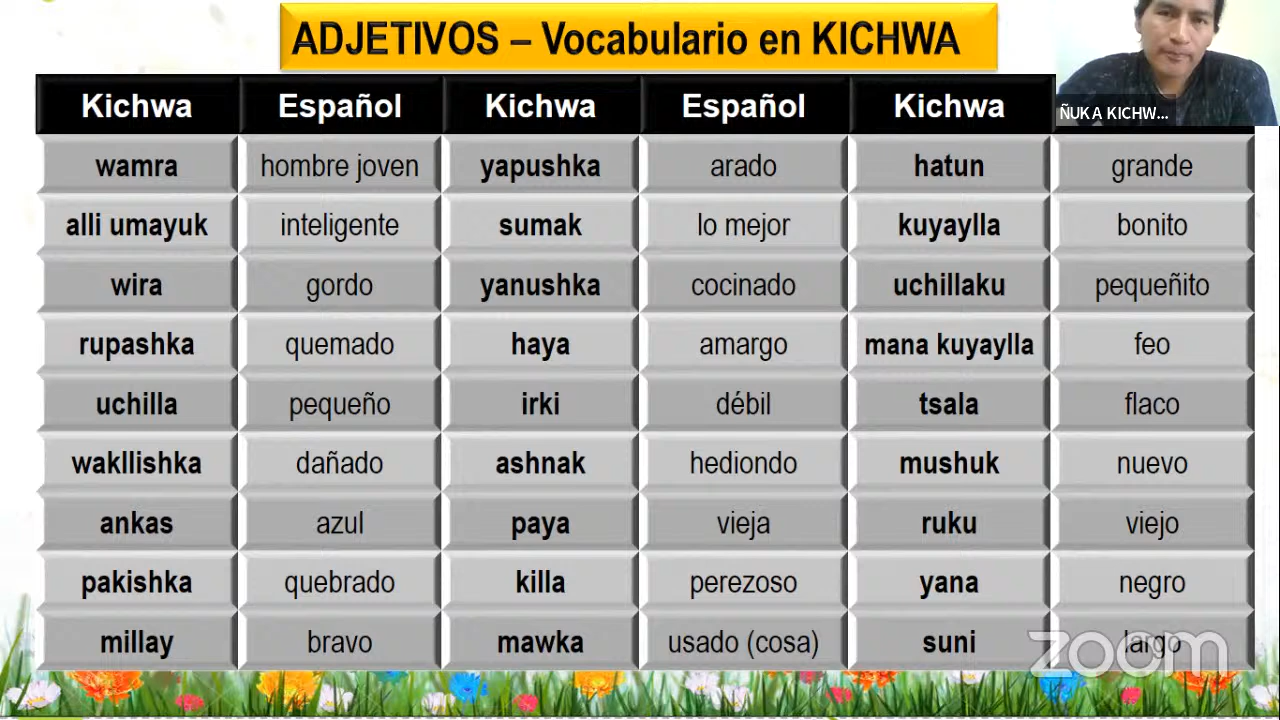 ADJETIVOS – Vocabulario en KICHWA
ÑUKA KICHW...
Kichwa Español Kichwa Español Kichwa
wamra hombre joven yapushka arado hatun grande
alli umayuk inteligente sumak lo mejor kuyaylla bonito
wira gordo yanushka cocinado uchillaku pequeñito
rupashka quemado haya amargo mana kuyaylla feo
uchilla pequeño irki débil tsala flaco
wakllishka dañado ashnak hediondo mushuk nuevo
ankas azul paya vieja ruku viejo
pakishka quebrado killa perezoso yana negro
millay bravo mawka usado (cosa) suni largo
zoom